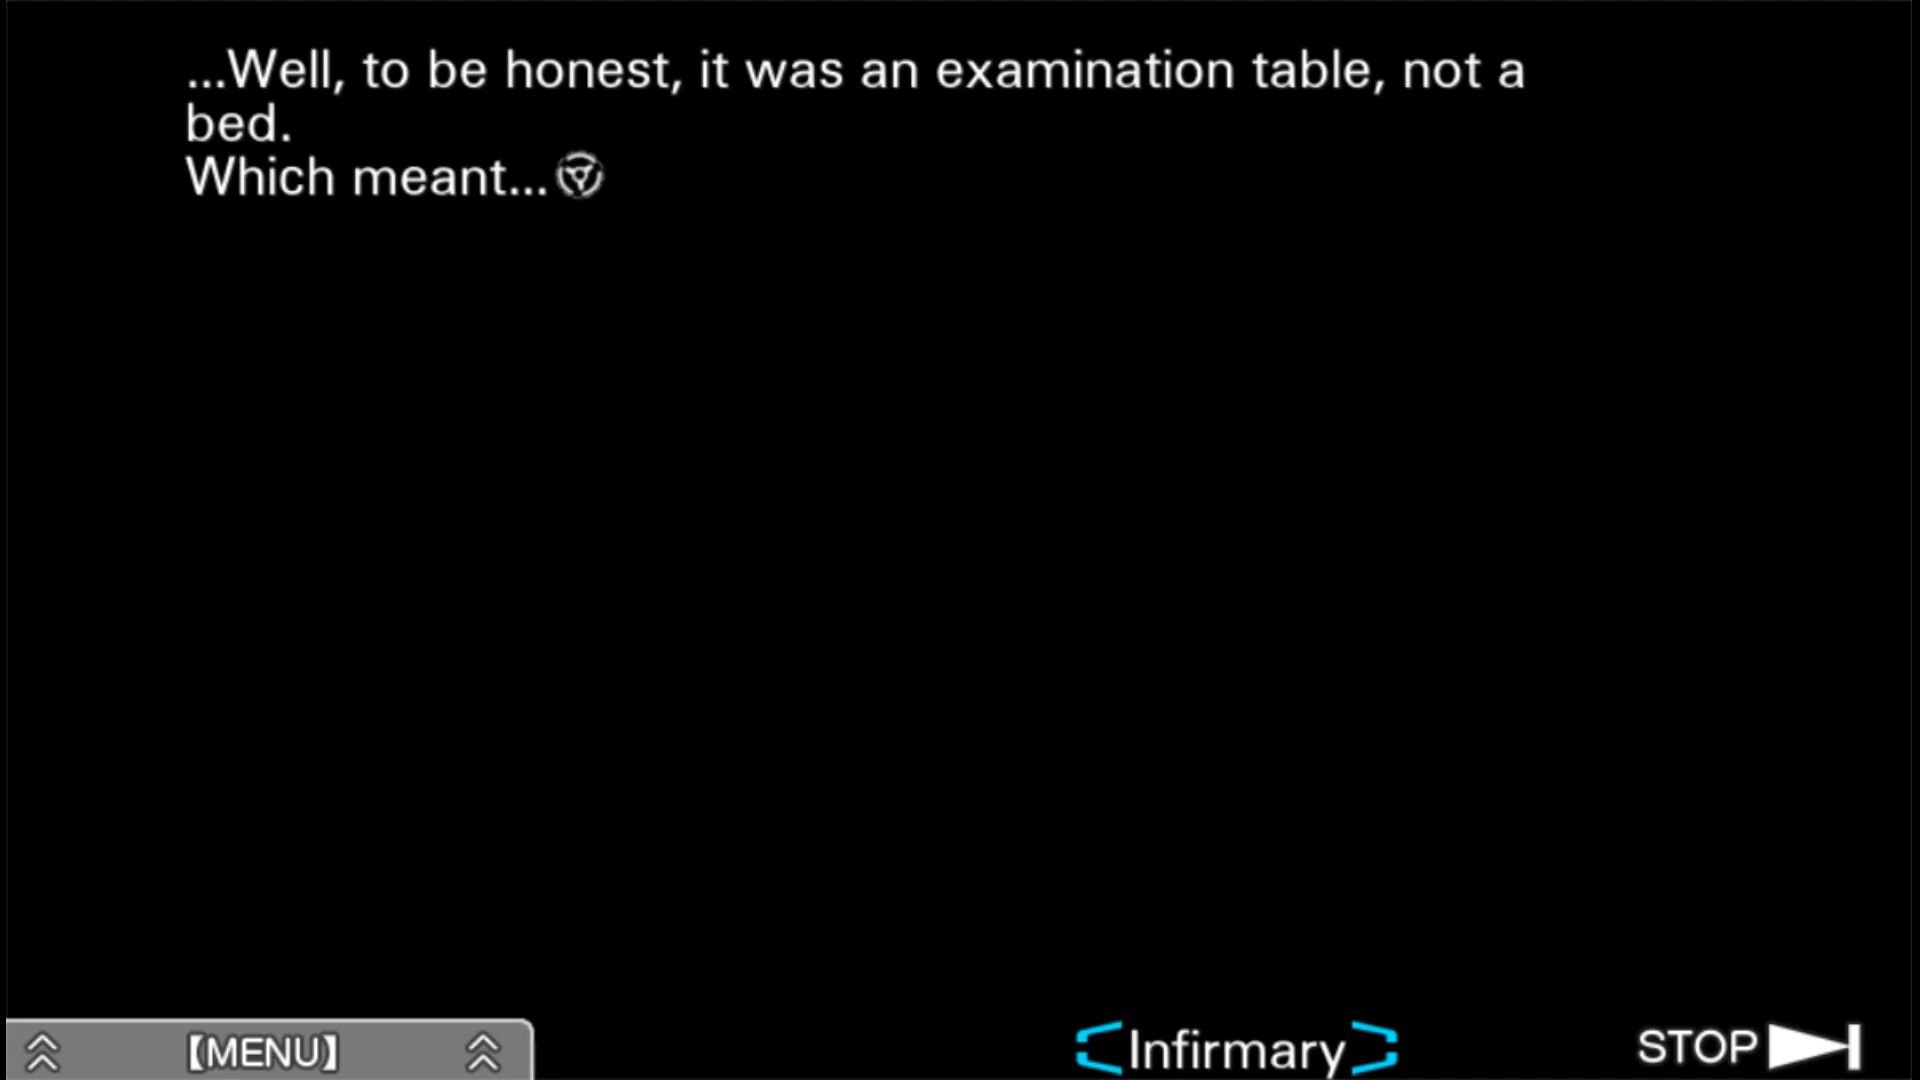 ...Well, to be honest, it was an examination table, not a
bed.
Which meant...
【MENU】
Infirmary
STOP